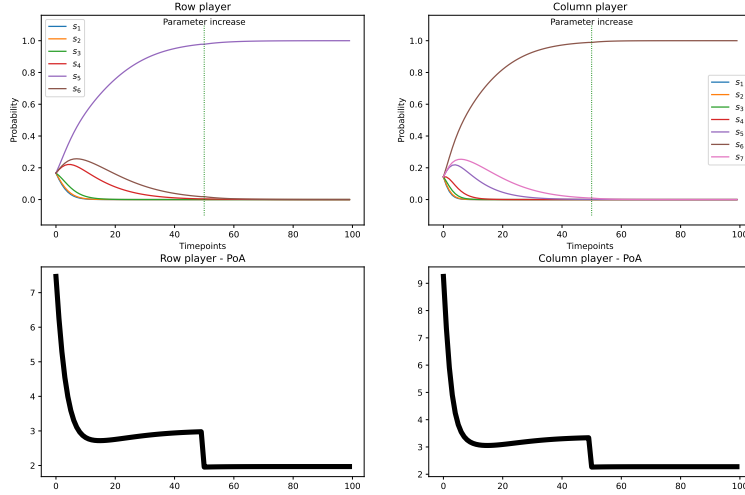 Row player
Parameter increase
1.0
0.8
0.6
0.4
0.2
0.0
Probability
s1
s2
s3
s4
s5
s6
0
20
40
60
80
100
Timepoints
Column player
Parameter increase
1.0
0.8
0.6
0.4
0.2
0.0
Probability
s1
s2
s3
s4
s5
s6
s7
0
20
40
60
80
100
Timepoints
Row player - PoA
7
6
5
4
3
2
0
20
40
60
80
100
Column player - PoA
9
8
7
6
5
4
3
2
0
20
40
60
80
100